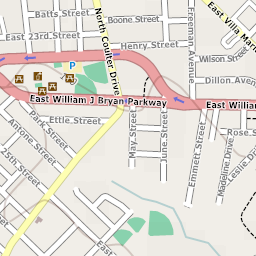 Batts Street
Boone Street
East 23rd Street
Henry Street
North Coulter Drive
Freeman Avenue
East Villa Mari
Wilson Street
Dillon Avenue
P
East William J Bryan Parkway
East William
Ettle Street
Park Street
Antone Street
25th Street
May Street
June Street
Emmett Street
Madeline Drive
Leslie Drive
Rose S